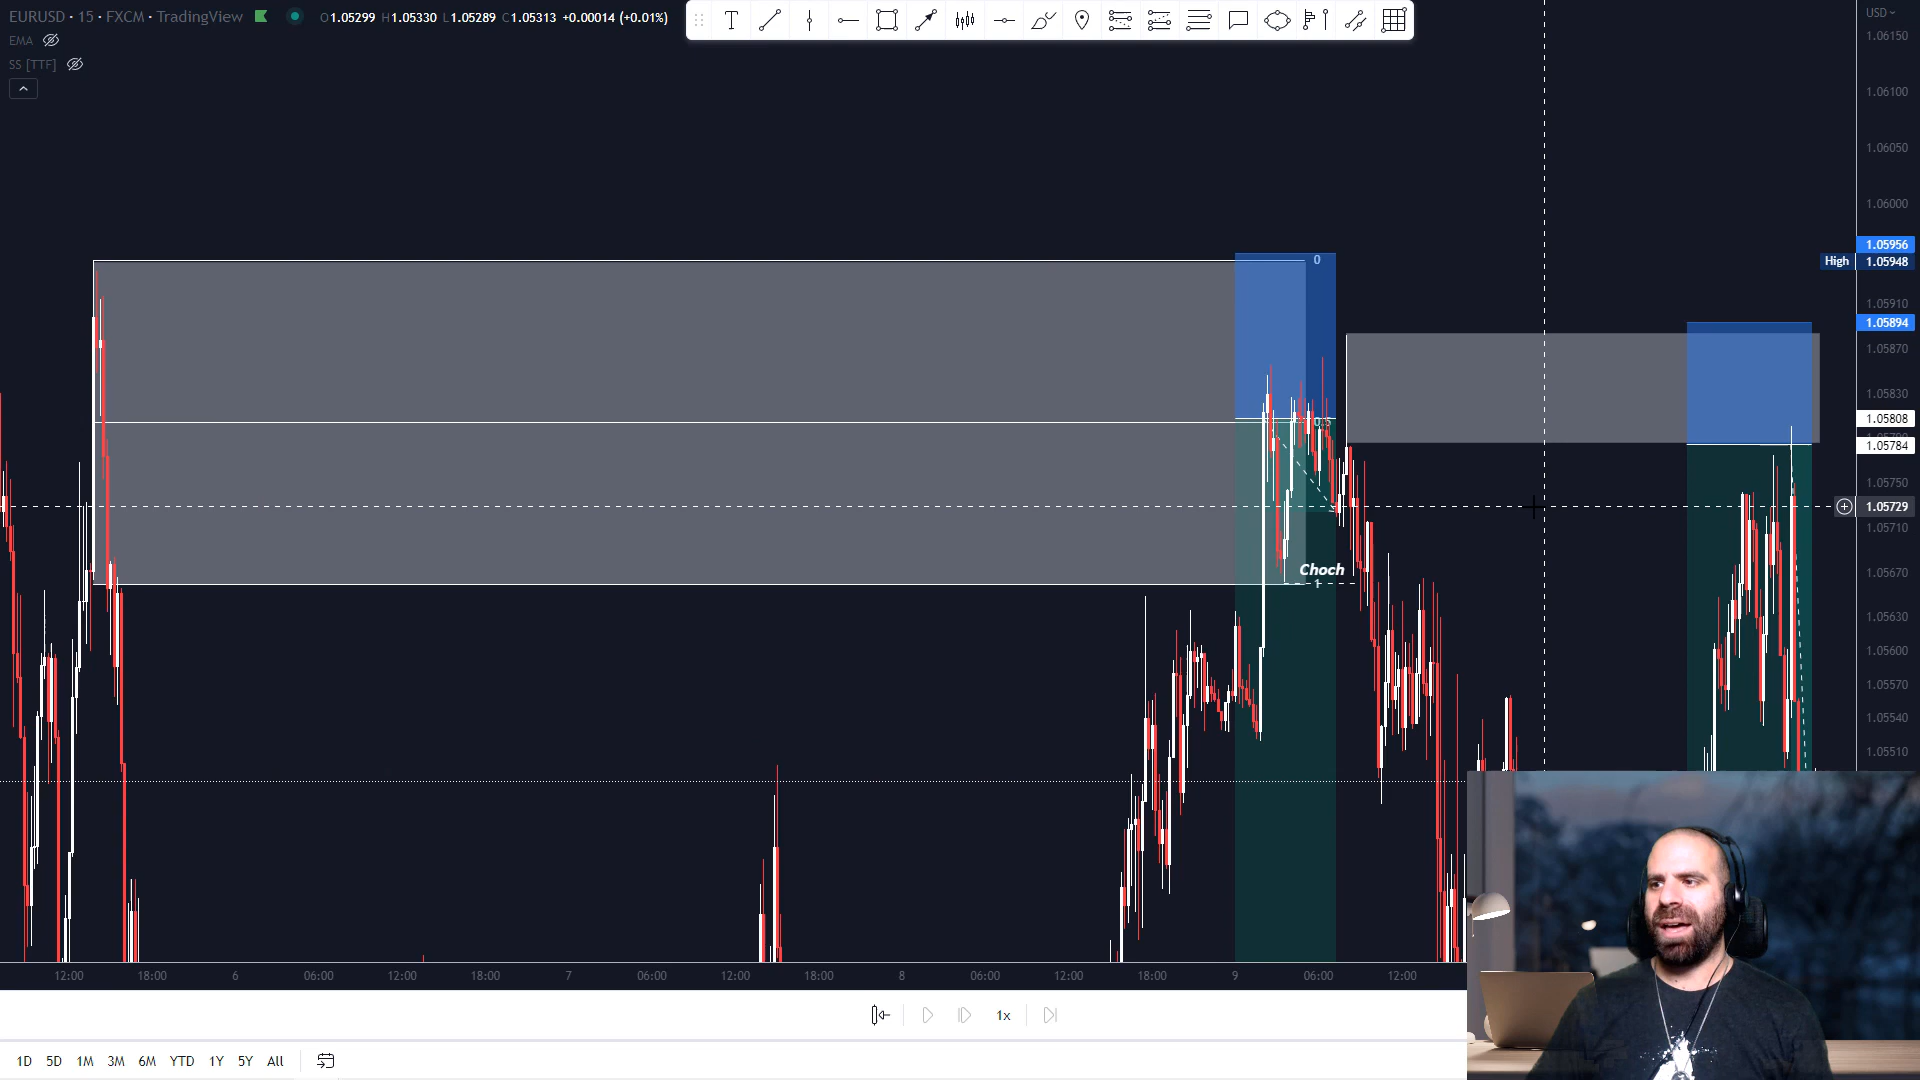 EURUSD · 15 · FXCM · TradingView O1.05299 H1.05330 L1.05289 C1.05313 +0.00014 (+0.01%)
EMA
SS [TTF]
T
USD
1.06150
1.06100
1.06050
1.06000
1.05956
High 1.05948
1.05910
1.05894
1.05870
1.05830
1.05808
1.05784
1.05750
1.05729
1.05710
1.05670
1.05630
1.05600
1.05570
1.05540
1.05510
0
0.5
Choch
1
12:00 18:00 6 06:00 12:00 18:00 7 06:00 12:00 18:00 8 06:00 12:00 18:00 9 06:00 12:00
1x
1D 5D 1M 3M 6M YTD 1Y 5Y All